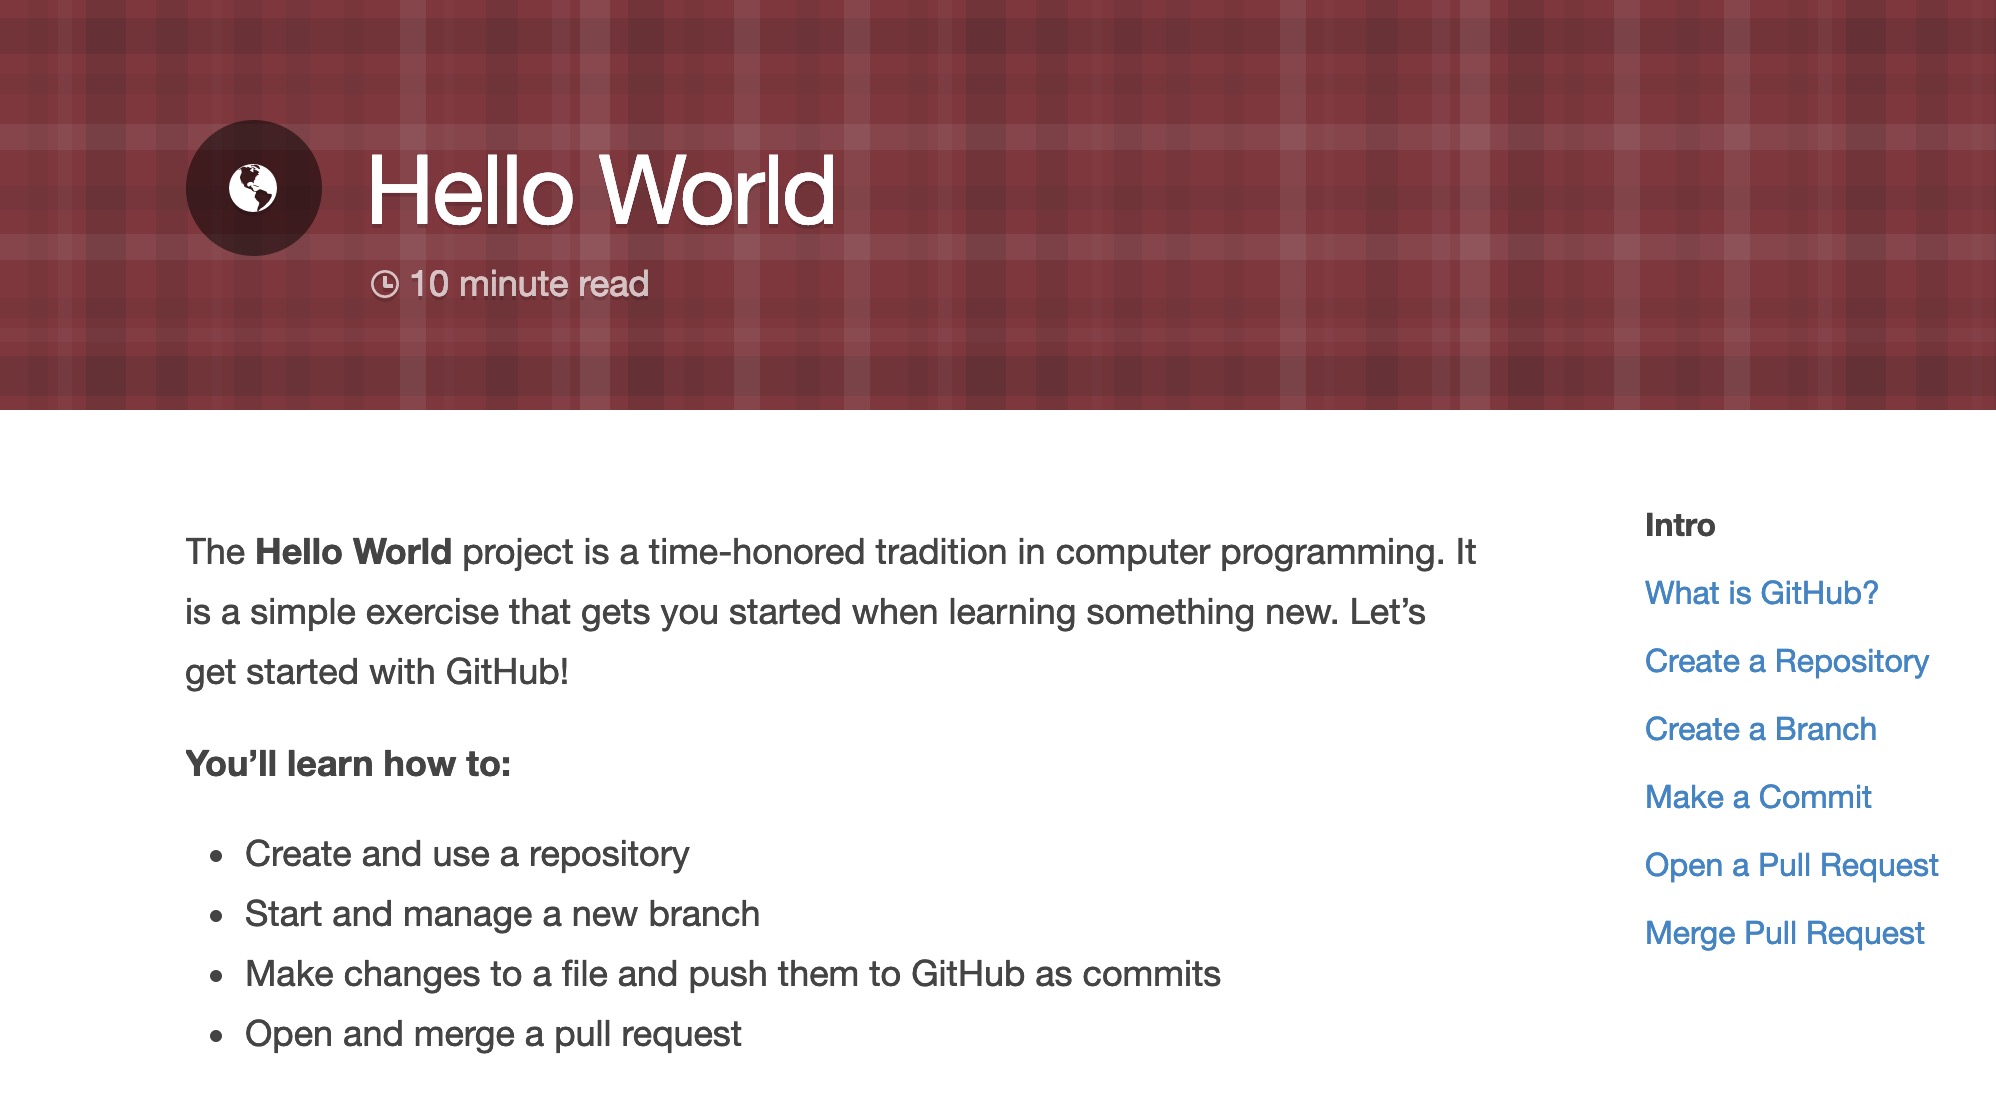 Hello World
10 minute read
The Hello World project is a time-honored tradition in computer programming. It
is a simple exercise that gets you started when learning something new. Let’s
get started with GitHub!
You’ll learn how to:
• Create and use a repository
• Start and manage a new branch
• Make changes to a file and push them to GitHub as commits
• Open and merge a pull request
Intro
What is GitHub?
Create a Repository
Create a Branch
Make a Commit
Open a Pull Request
Merge Pull Request